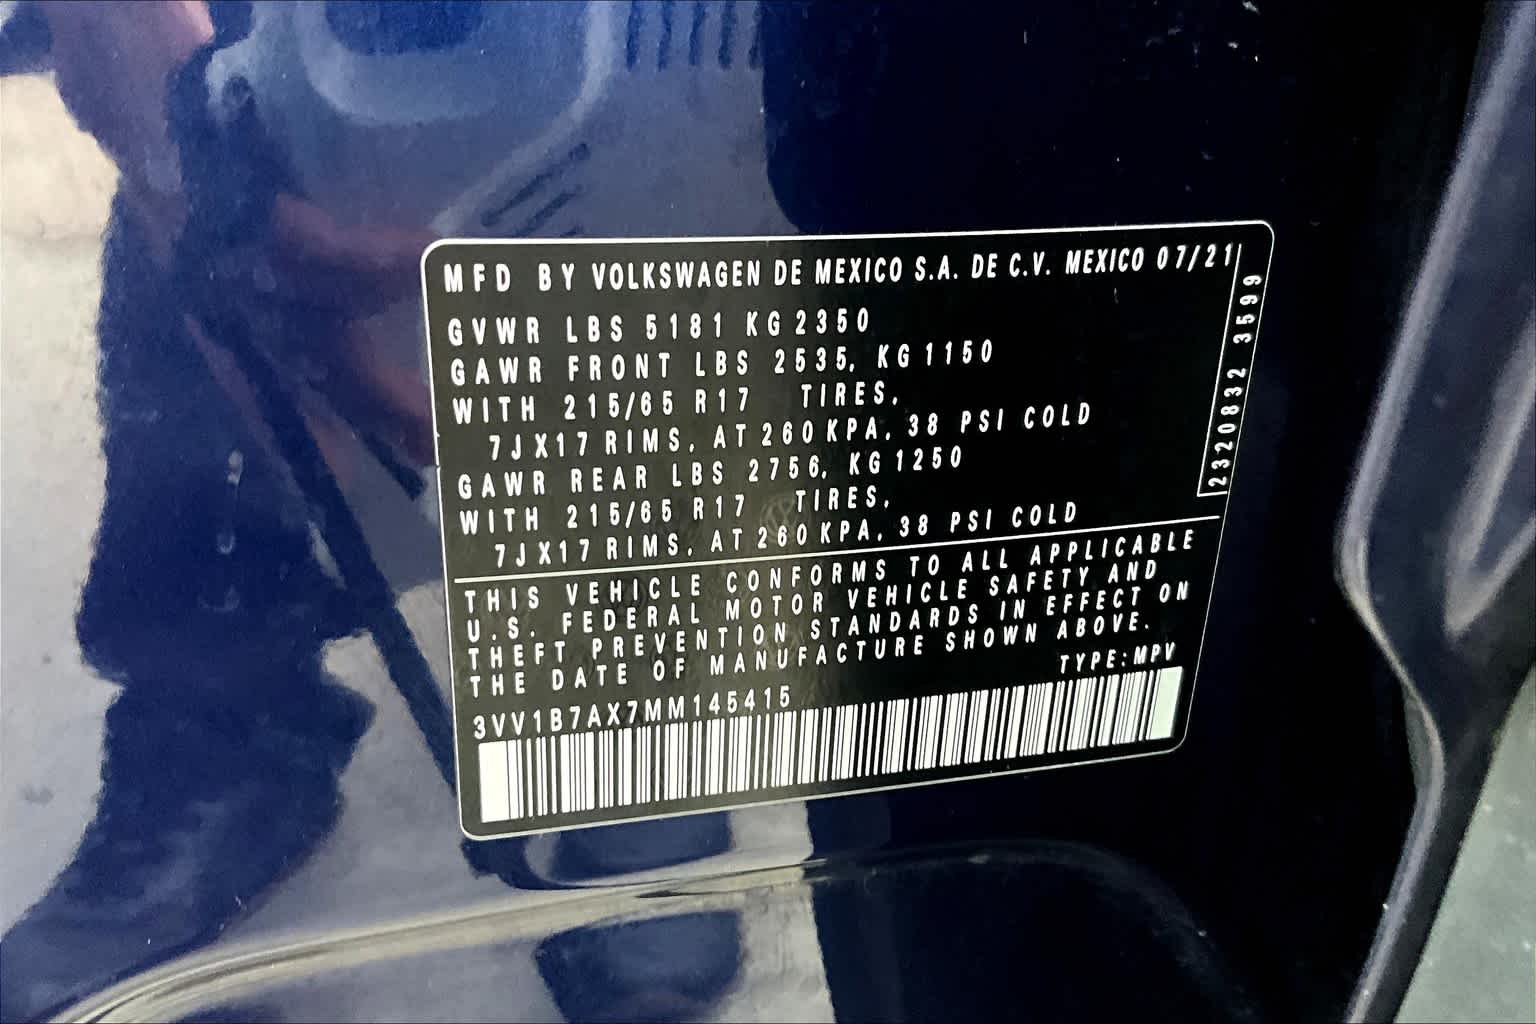 MFD BY VOLKSWAGEN DE MEXICO S.A. DE C.V. MEXICO 07/21
GVWR LBS 5181 KG 2350
GAWR FRONT LBS 2535, KG 1150
WITH 215/65 R17 TIRES,
7JX17 RIMS, AT 260 KPA, 38 PSI COLD
GAWR REAR LBS 2756, KG 1250
WITH 215/65 R17 TIRES,
7JX17 RIMS, AT 260 KPA, 38 PSI COLD
2320832 3599
THIS VEHICLE CONFORMS TO ALL APPLICABLE
U.S. FEDERAL MOTOR VEHICLE SAFETY AND
THEFT PREVENTION STANDARDS IN EFFECT ON
THE DATE OF MANUFACTURE SHOWN ABOVE.
TYPE:MPV
3VV1B7AX7MM145415